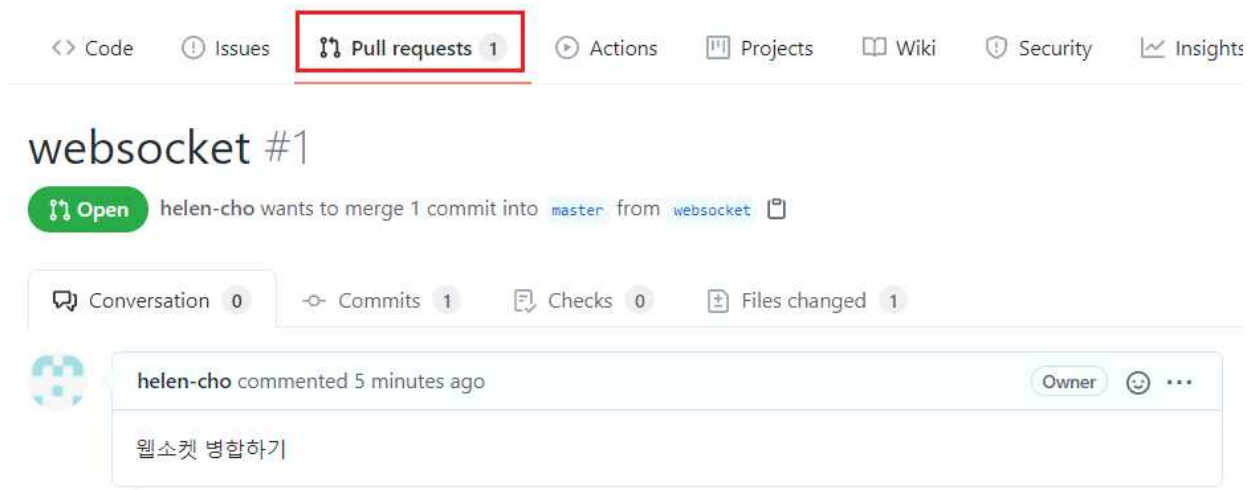 Code Issues Pull requests 1 Actions Projects Wiki Security Insights
websocket #1
Open helen-cho wants to merge 1 commit into master from websocket
Conversation 0 Commits 1 Checks 0 Files changed 1
helen-cho commented 5 minutes ago Owner
웹소켓 병합하기